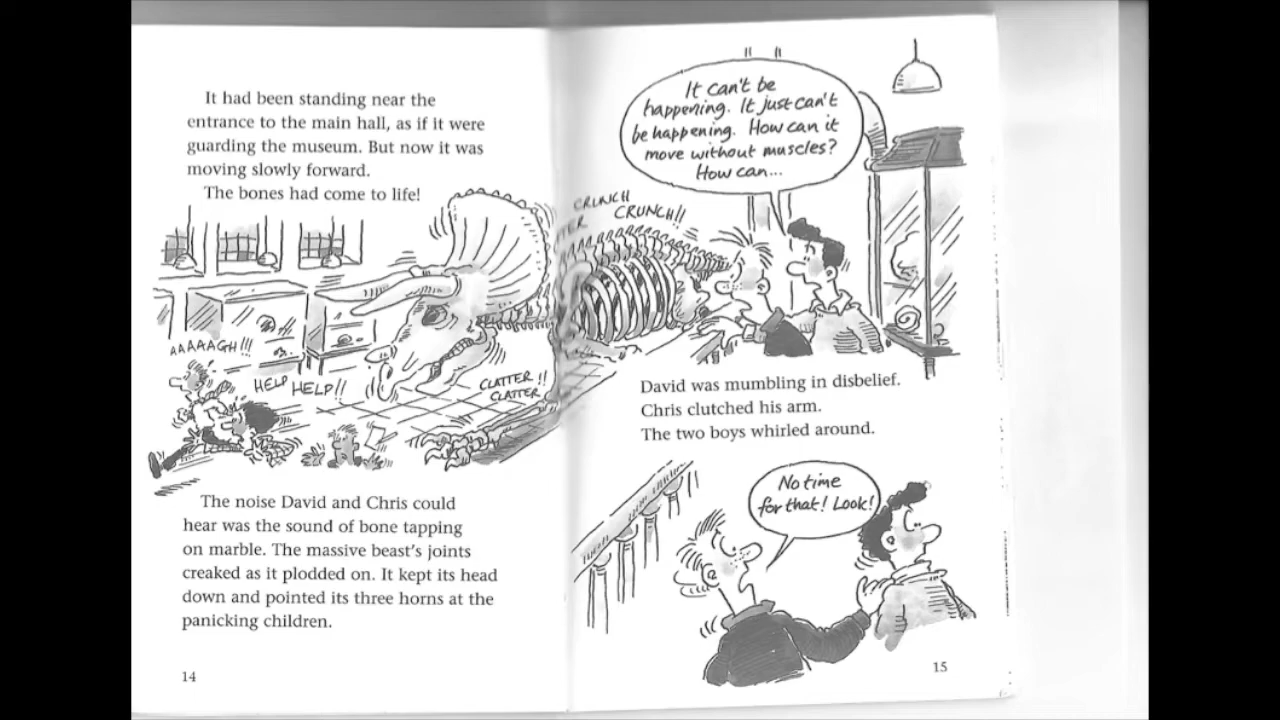 It had been standing near the
entrance to the main hall, as if it were
guarding the museum. But now it was
moving slowly forward.
The bones had come to life!
AAAAAGH!!!
HELP HELP!!
CLATTER!!
CLATTER
The noise David and Chris could
hear was the sound of bone tapping
on marble. The massive beast's joints
creaked as it plodded on. It kept its head
down and pointed its three horns at the
panicking children.
14
CRUNCH
CRUNCH!!
It can't be
happening. It just can't
be happening. How can it
move without muscles?
How can...
David was mumbling in disbelief.
Chris clutched his arm.
The two boys whirled around.
No time
for that! Look!
15